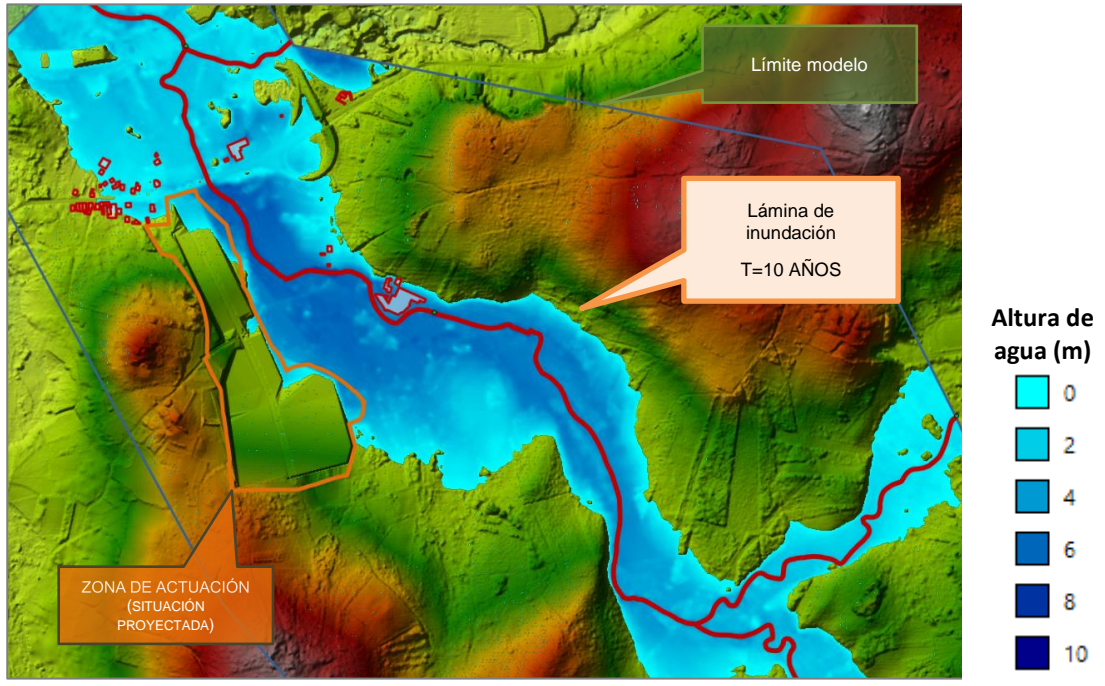 Límite modelo
Lámina de
inundación
T=10 AÑOS
ZONA DE ACTUACIÓN
(SITUACIÓN
PROYECTADA)
Altura de
agua (m)
0
2
4
6
8
10